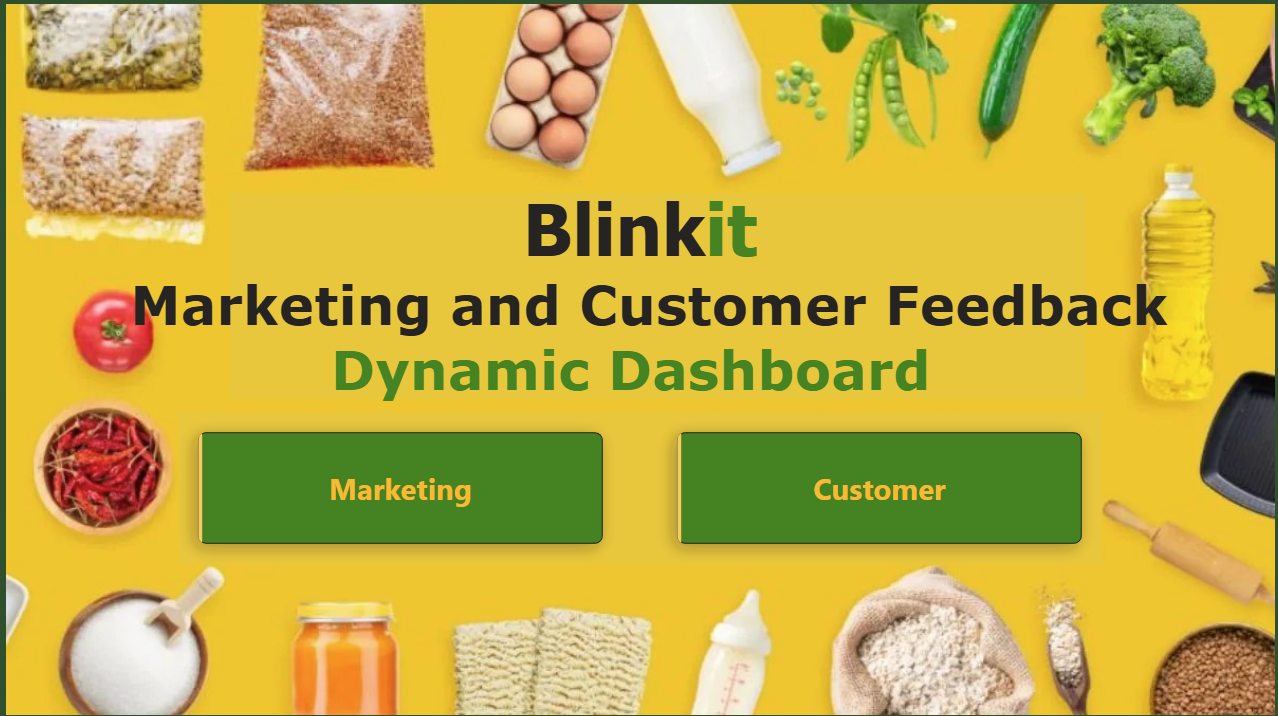 Blinkit
Marketing and Customer Feedback
Dynamic Dashboard
Marketing
Customer